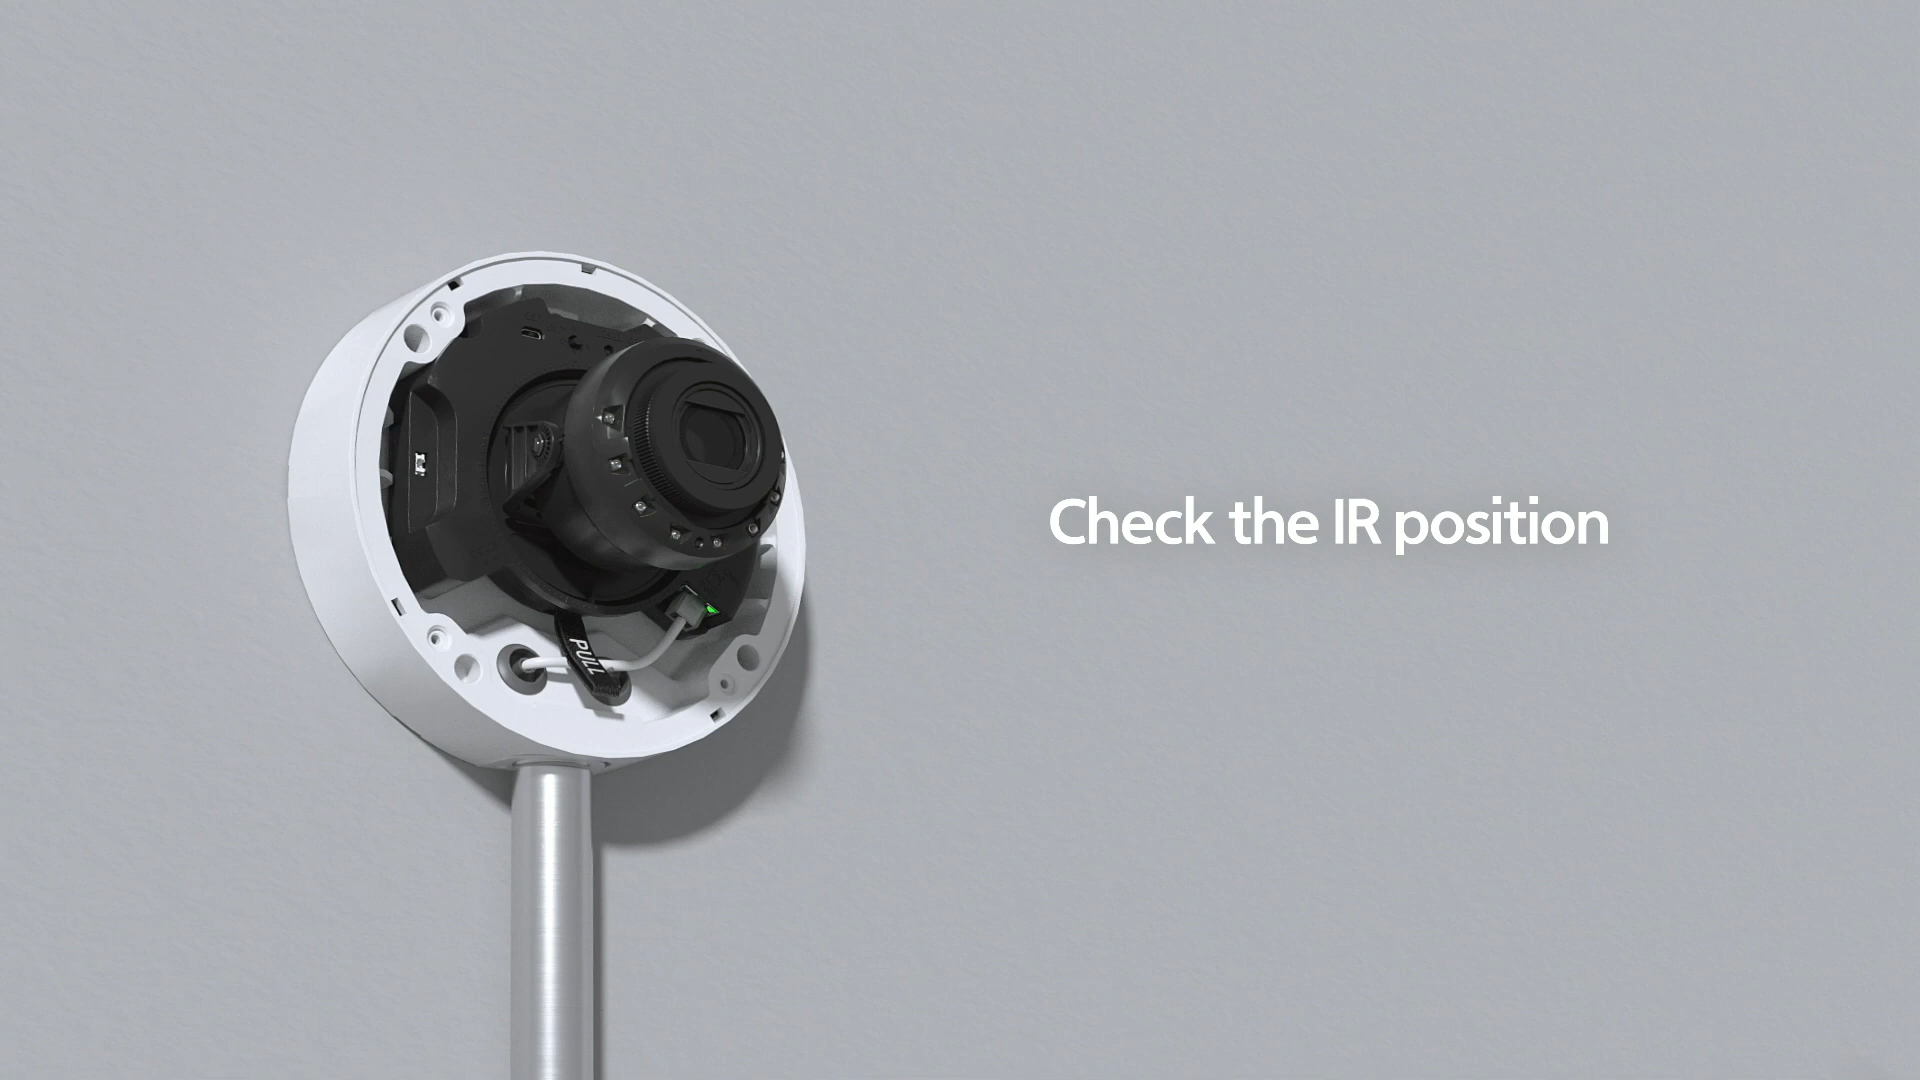 Check the IR position
PULL